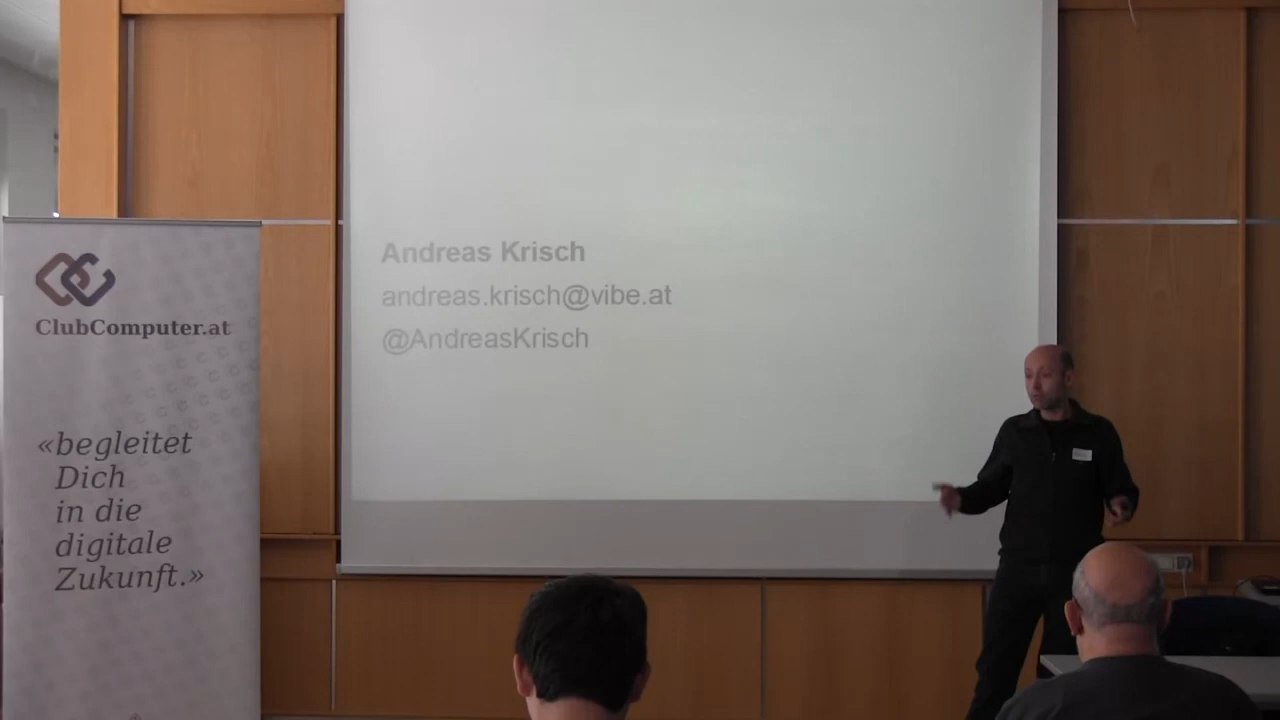 ClubComputer.at
«begleitet
Dich
in die
digitale
Zukunft.»
Andreas Krisch
andreas.krisch@vibe.at
@AndreasKrisch